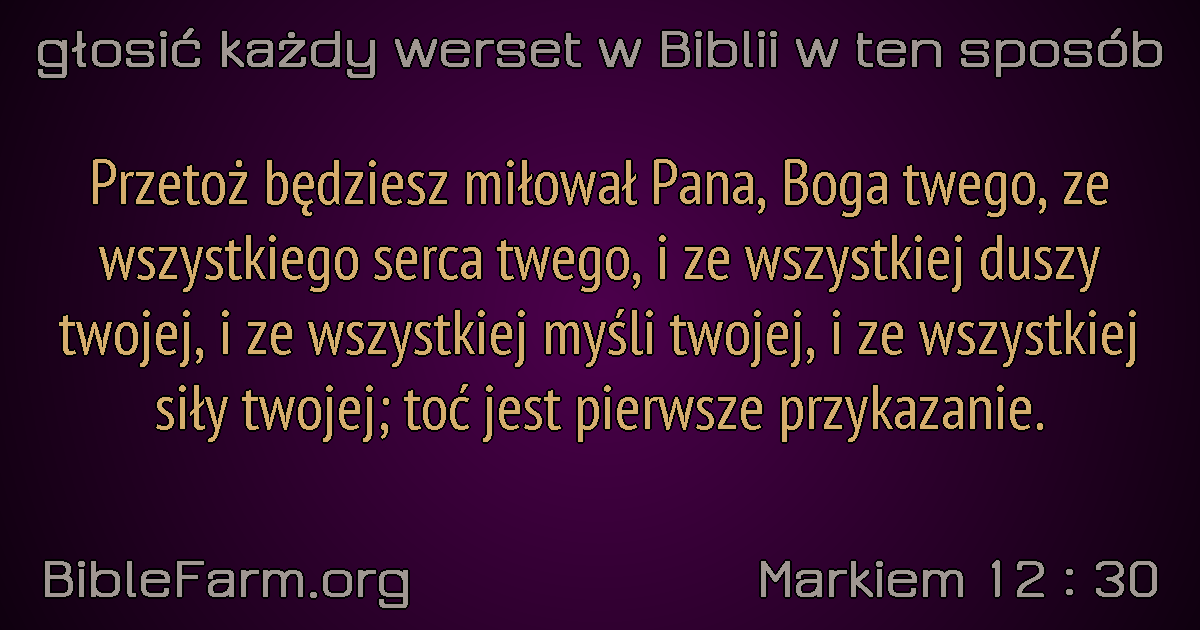 głosić każdy werset w Biblii w ten sposób
Przetoż będziesz miłował Pana, Boga twego, ze
wszystkiego serca twego, i ze wszystkiej duszy
twojej, i ze wszystkiej myśli twojej, i ze wszystkiej
siły twojej; toć jest pierwsze przykazanie.
BibleFarm.org
Markiem 12 : 30